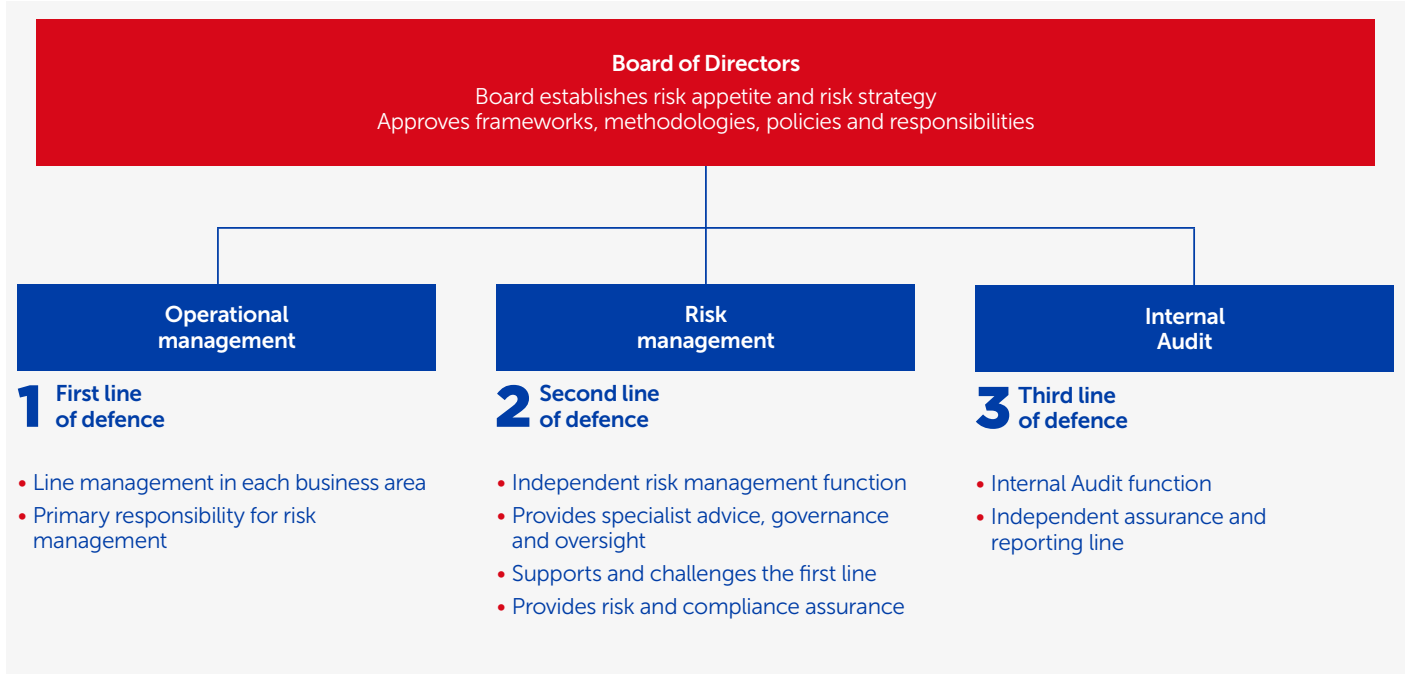 Board of Directors
Board establishes risk appetite and risk strategy
Approves frameworks, methodologies, policies and responsibilities
Operational
management
1 First line
of defence
• Line management in each business area
• Primary responsibility for risk
management
Risk
management
2 Second line
of defence
• Independent risk management function
• Provides specialist advice, governance
and oversight
• Supports and challenges the first line
• Provides risk and compliance assurance
Internal
Audit
3 Third line
of defence
• Internal Audit function
• Independent assurance and
reporting line